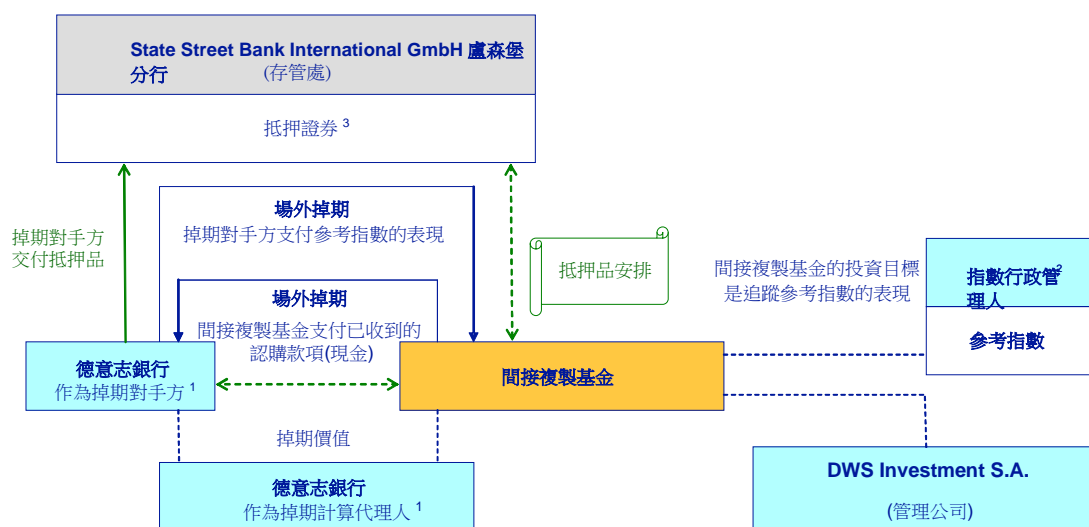 State Street Bank International GmbH 盧森堡
分行 (存管處)
抵押證券 3
場外掉期
掉期對手方支付參考指數的表現
掉期對手方
交付抵押品
抵押品安排
間接複製基金的投資目標
是追蹤參考指數的表現
指數行政管2
理人
參考指數
場外掉期
間接複製基金支付已收到的
認購款項(現金)
德意志銀行
作為掉期對手方 1
間接複製基金
掉期價值
德意志銀行
作為掉期計算代理人 1
DWS Investment S.A.
(管理公司)